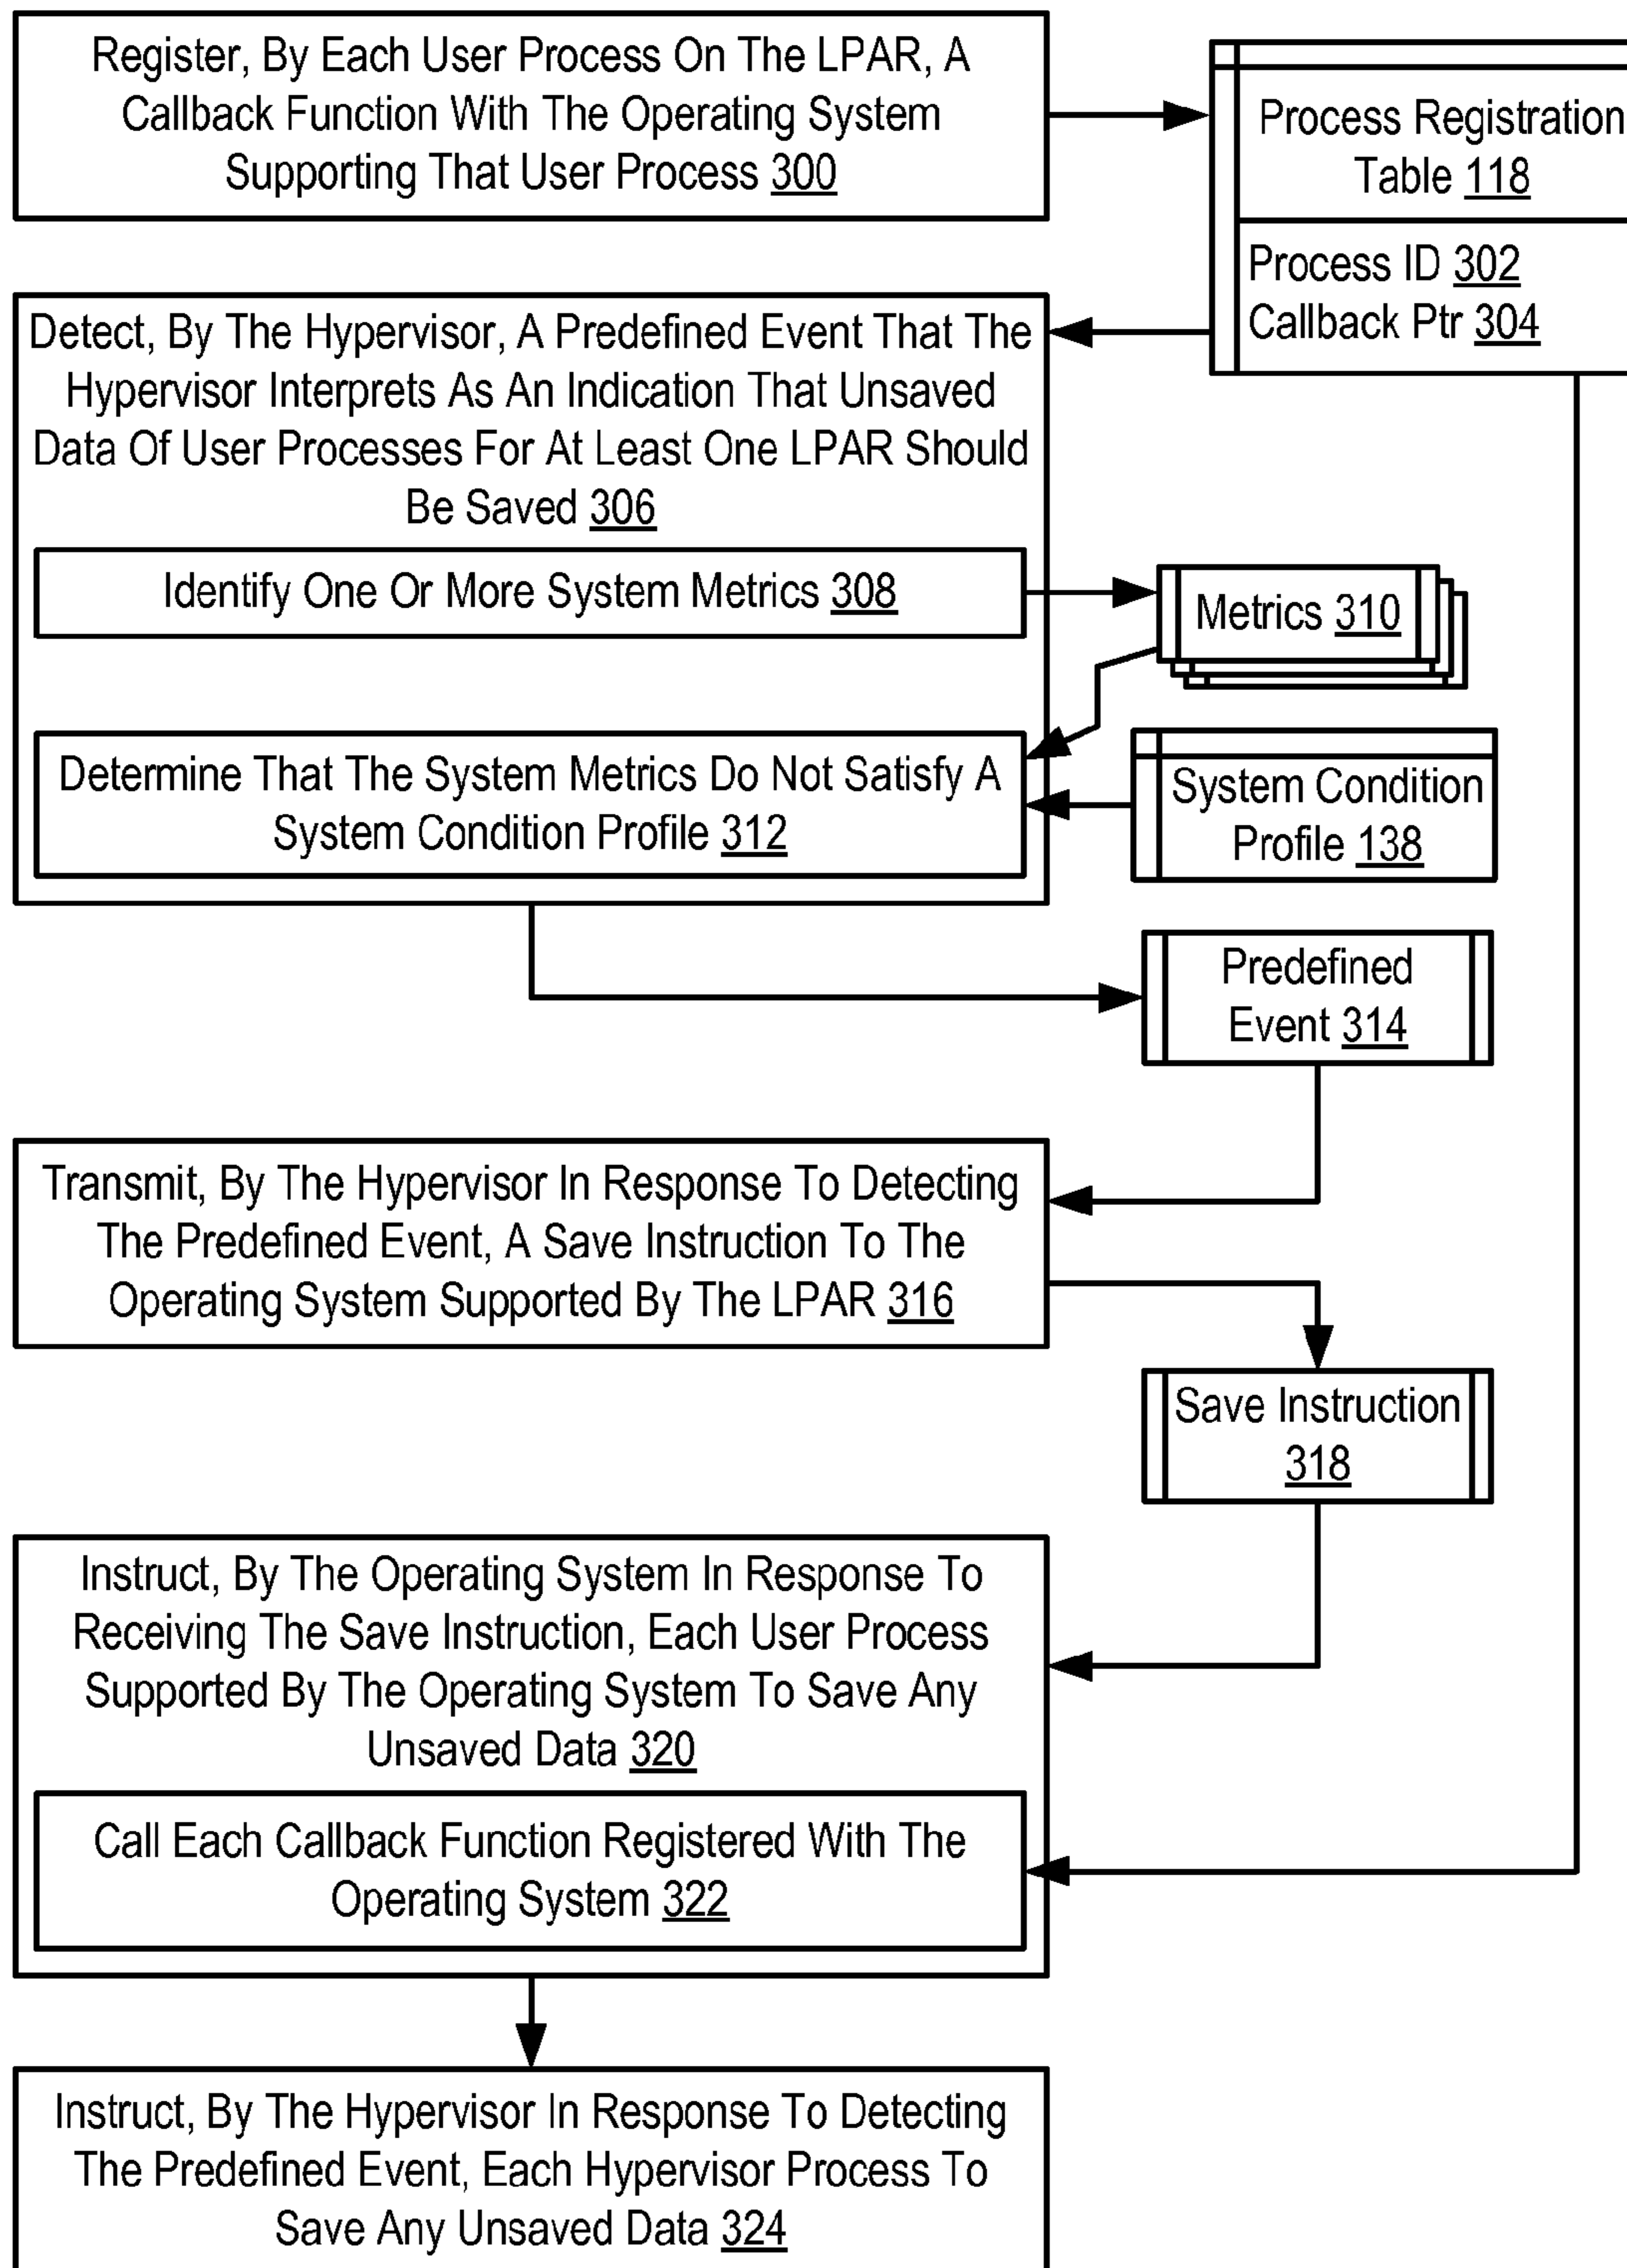 Register, By Each User Process On The LPAR, A
Callback Function With The Operating System
Supporting That User Process 300
Process Registration
Table 118
Process ID 302
Callback Ptr 304
Detect, By The Hypervisor, A Predefined Event That The
Hypervisor Interprets As An Indication That Unsaved
Data Of User Processes For At Least One LPAR Should
Be Saved 306
Identify One Or More System Metrics 308
Metrics 310
Determine That The System Metrics Do Not Satisfy A
System Condition Profile 312
System Condition
Profile 138
Predefined
Event 314
Transmit, By The Hypervisor In Response To Detecting
The Predefined Event, A Save Instruction To The
Operating System Supported By The LPAR 316
Save Instruction
318
Instruct, By The Operating System In Response To
Receiving The Save Instruction, Each User Process
Supported By The Operating System To Save Any
Unsaved Data 320
Call Each Callback Function Registered With The
Operating System 322
Instruct, By The Hypervisor In Response To Detecting
The Predefined Event, Each Hypervisor Process To
Save Any Unsaved Data 324